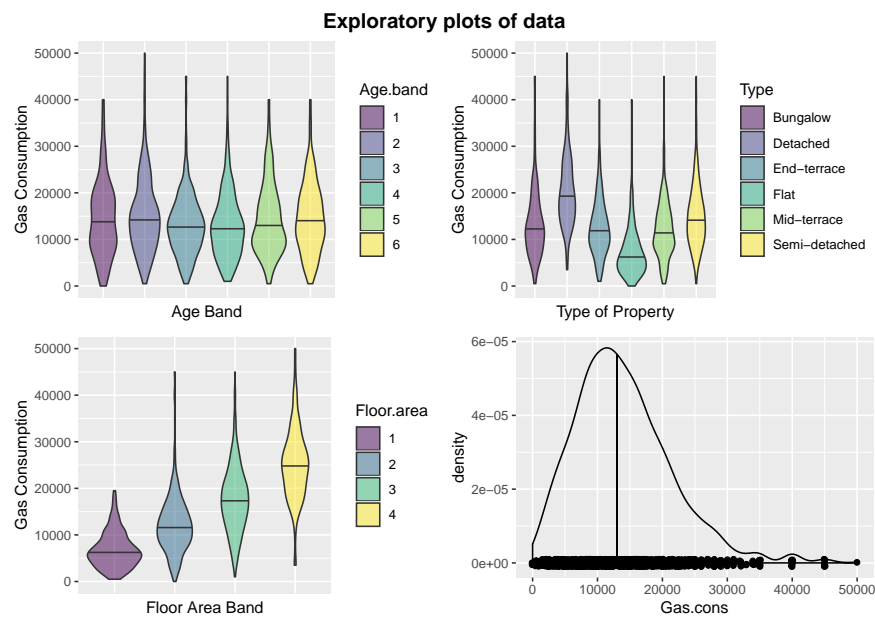 Exploratory plots of data
50000
40000
30000
20000
10000
0
Gas Consumption
Age Band
Age.band
1
2
3
4
5
6
50000
40000
30000
20000
10000
0
Gas Consumption
Type of Property
Type
Bungalow
Detached
End−terrace
Flat
Mid−terrace
Semi−detached
50000
40000
30000
20000
10000
0
Gas Consumption
Floor Area Band
Floor.area
1
2
3
4
6e−05
4e−05
2e−05
0e+00
density
0 10000 20000 30000 40000 50000
Gas.cons